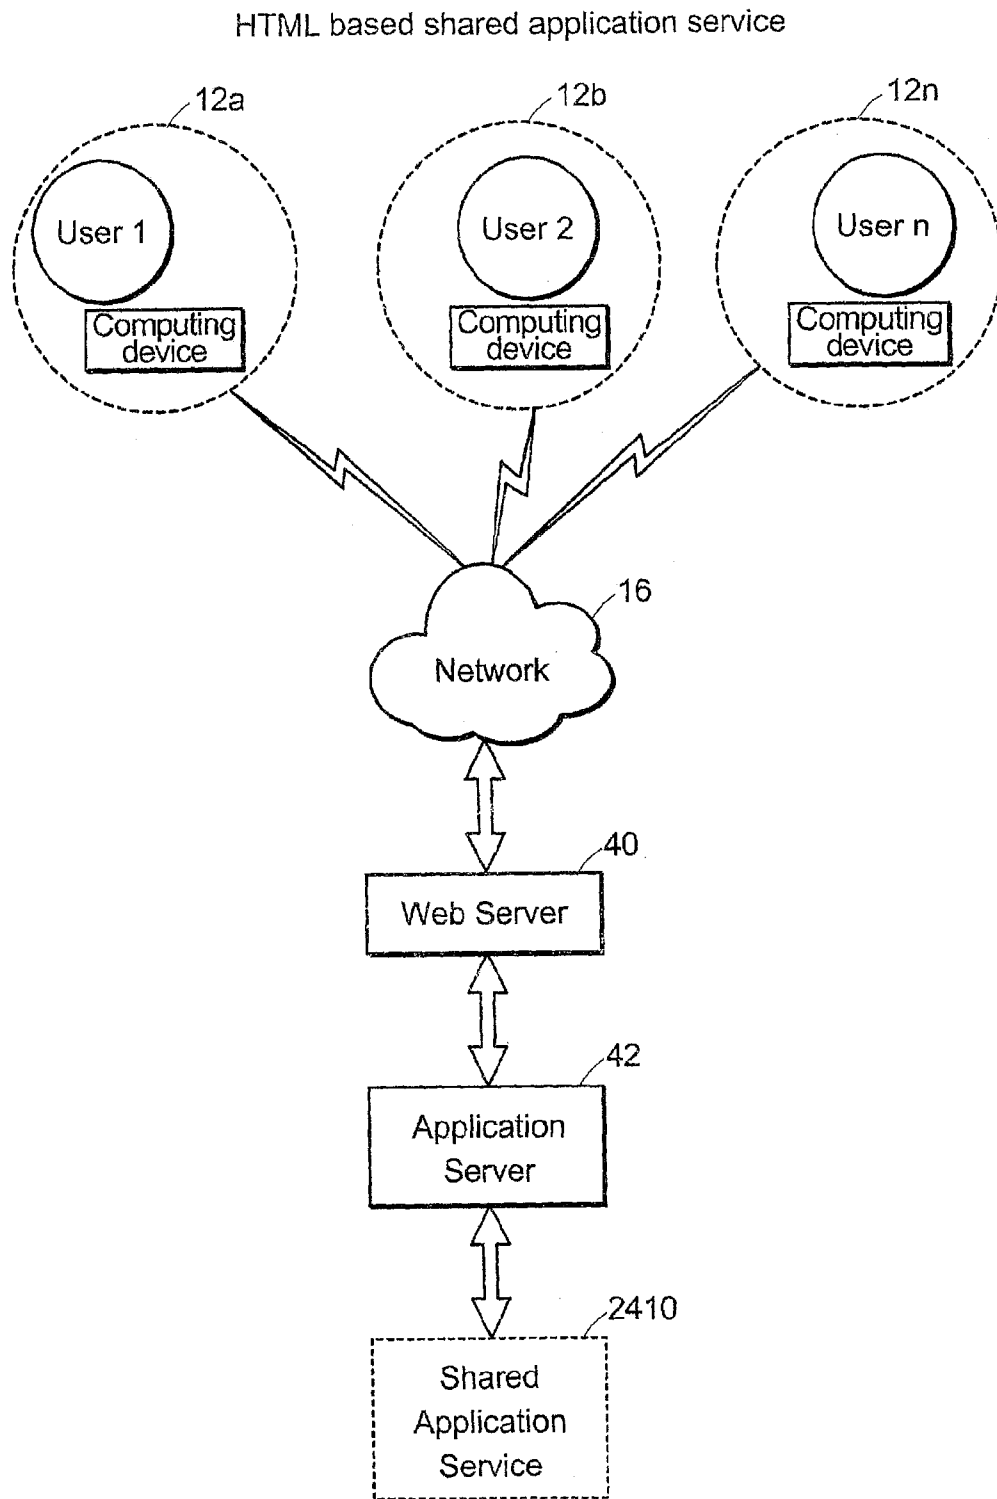 HTML based shared application service
12a
12b
12n
User 1
User 2
User n
Computing
device
Computing
device
Computing
device
16
Network
40
Web Server
42
Application
Server
2410
Shared
Application
Service